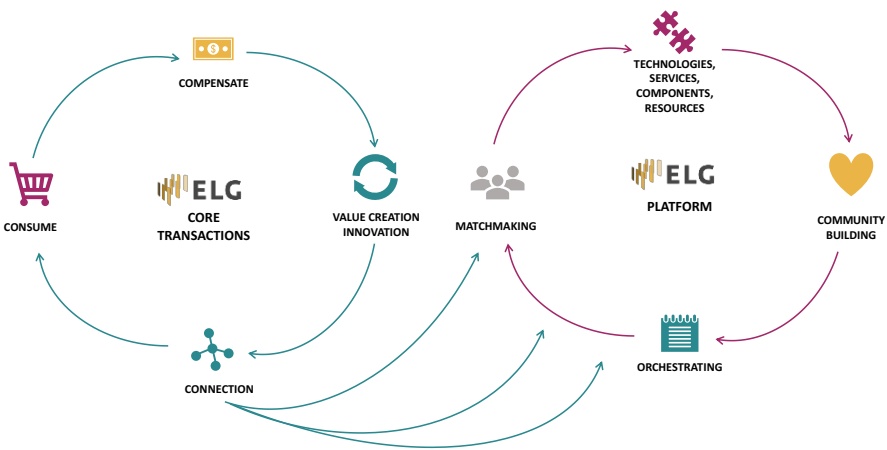 COMPENSATE
CONSUME
ELG
CORE
TRANSACTIONS
VALUE CREATION
INNOVATION
CONNECTION
TECHNOLOGIES,
SERVICES,
COMPONENTS,
RESOURCES
MATCHMAKING
ELG
PLATFORM
COMMUNITY
BUILDING
ORCHESTRATING